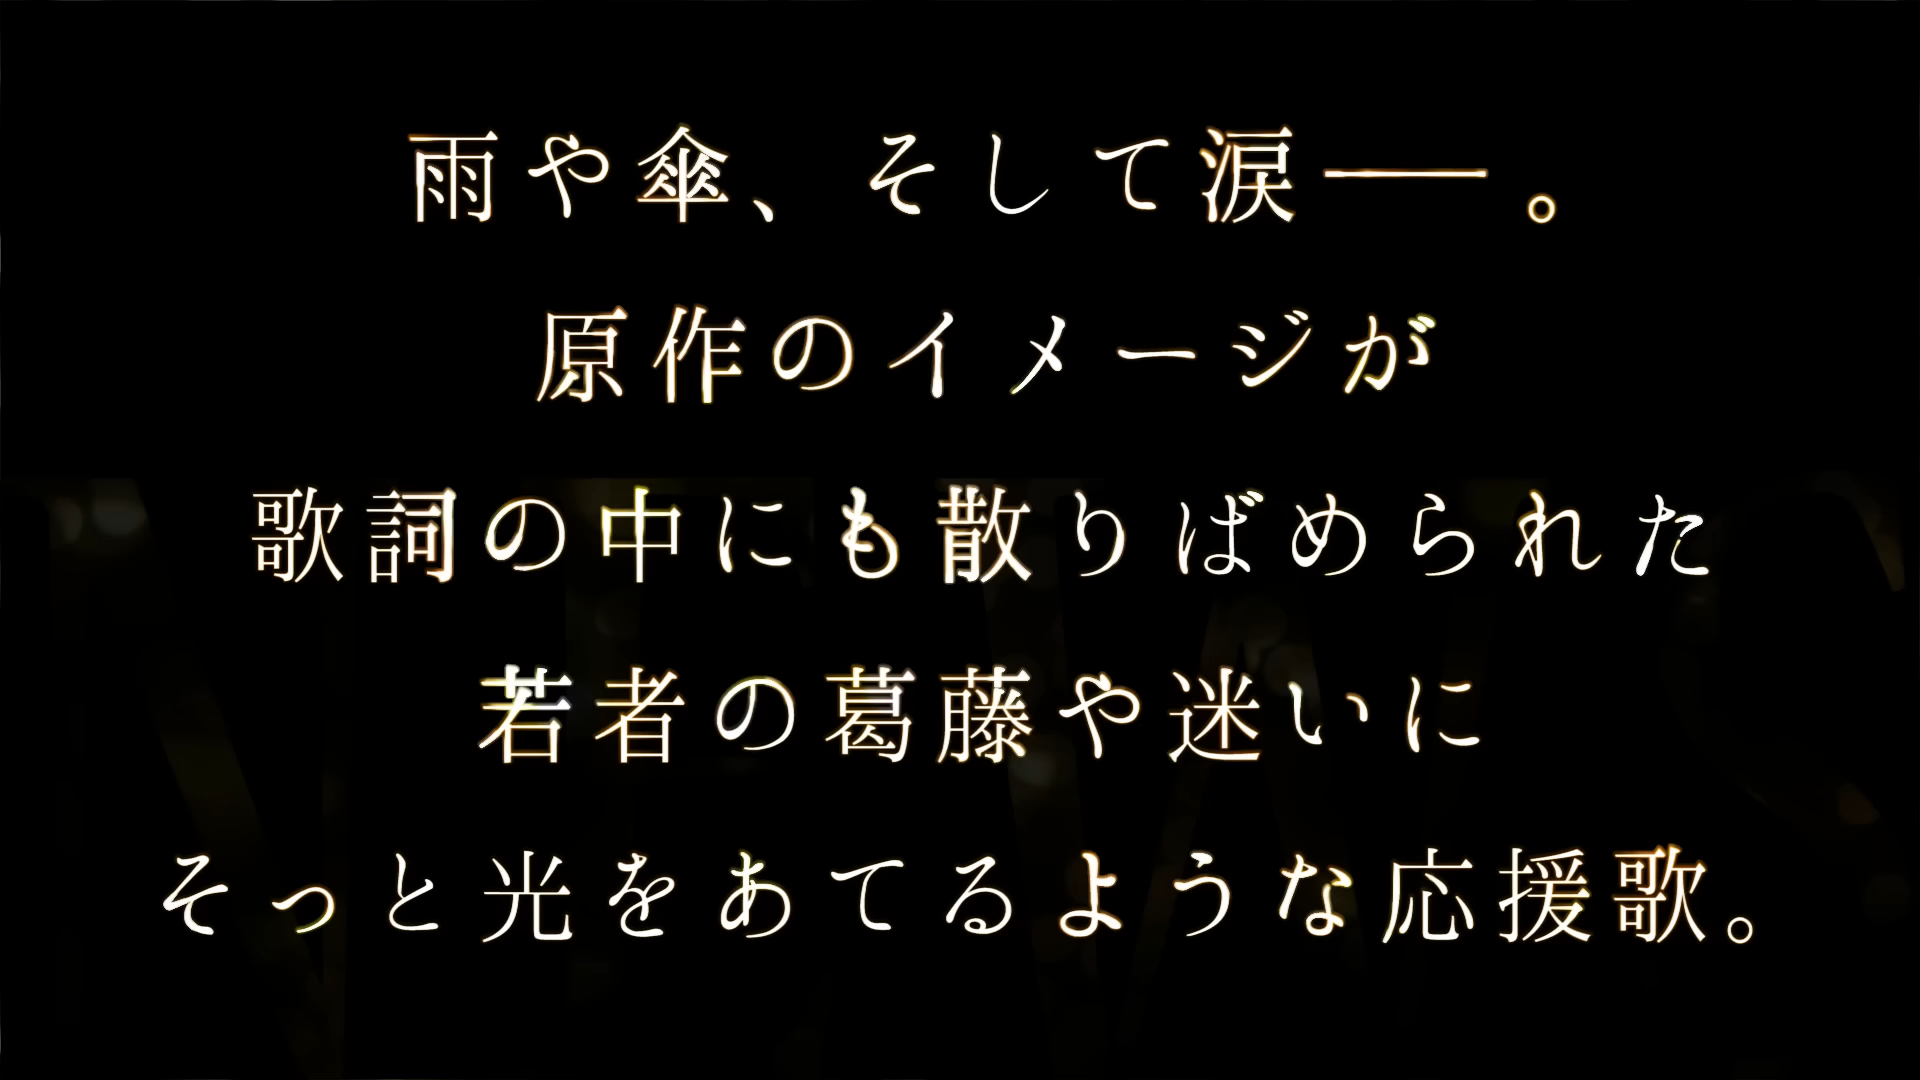 雨や傘、そして涙――。
原作のイメージが
歌詞の中にも散りばめられた
若者の葛藤や迷いに
そっと光をあてるような応援歌。